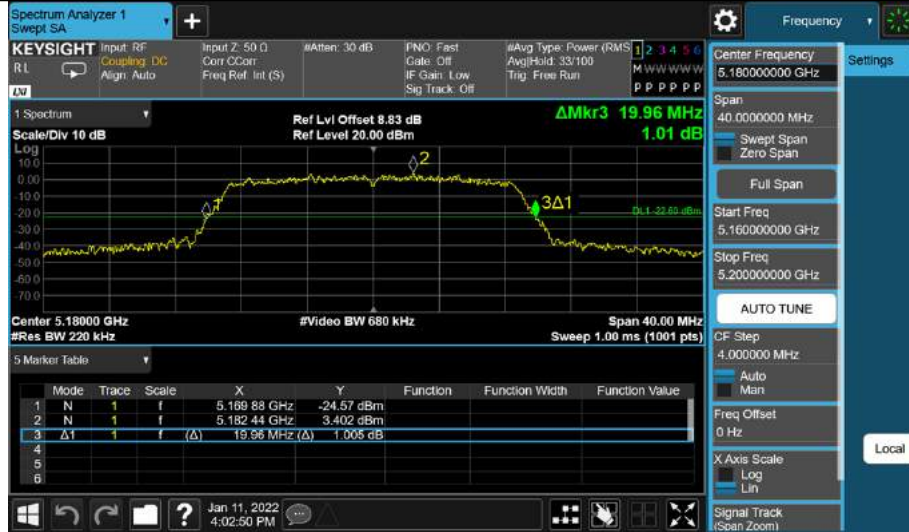 Spectrum Analyzer 1
Swept SA
+
Frequency
KEYSIGHT
RL
LXI
Input: RF
Coupling: DC
Align: Auto
Input Z: 50 Ω
Corr CCorr
Freq Ref: Int (S)
#Atten: 30 dB
PNO: Fast
Gate: Off
IF Gain: Low
Sig Track: Off
#Avg Type: Power (RMS
Avg|Hold: 33/100
Trig: Free Run
1 2 3 4 5 6
M W W W W W
P P P P P P
Settings
1 Spectrum
Scale/Div 10 dB
Ref Lvl Offset 8.83 dB
Ref Level 20.00 dBm
ΔMkr3 19.96 MHz
1.01 dB
Log
10.0
0.00
-10.0
-20.0
-30.0
-40.0
-50.0
-60.0
-70.0
2
3Δ1
DL1 -22.60 dBm
Center 5.18000 GHz
#Res BW 220 kHz
#Video BW 680 kHz
Span 40.00 MHz
Sweep 1.00 ms (1001 pts)
5 Marker Table
Mode Trace Scale X Y Function Function Width Function Value
1 N 1 f 5.169 88 GHz -24.57 dBm
2 N 1 f 5.182 44 GHz 3.402 dBm
3 Δ1 1 f (Δ) 19.96 MHz (Δ) 1.005 dB
4
5
6
Center Frequency
5.180000000 GHz
Span
40.0000000 MHz
Swept Span
Zero Span
Full Span
Start Freq
5.160000000 GHz
Stop Freq
5.200000000 GHz
AUTO TUNE
CF Step
4.000000 MHz
Auto
Man
Freq Offset
0 Hz
X Axis Scale
Log
Lin
Signal Track
(Span Zoom)
Local
?
Jan 11, 2022
4:02:50 PM